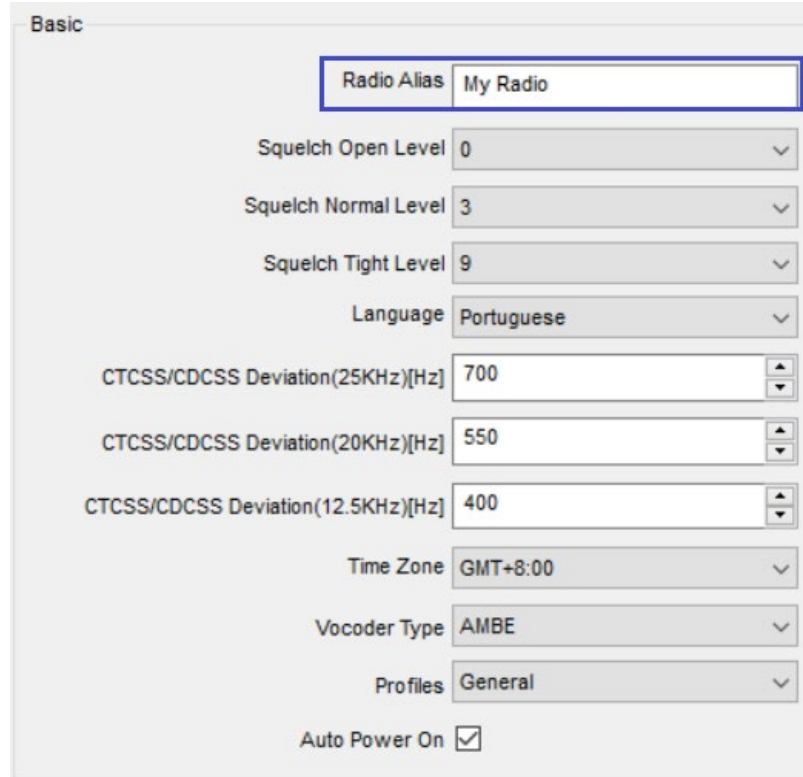 Basic
Radio Alias My Radio
Squelch Open Level 0
Squelch Normal Level 3
Squelch Tight Level 9
Language Portuguese
CTCSS/CDCSS Deviation(25KHz)[Hz] 700
CTCSS/CDCSS Deviation(20KHz)[Hz] 550
CTCSS/CDCSS Deviation(12.5KHz)[Hz] 400
Time Zone GMT+8:00
Vocoder Type AMBE
Profiles General
Auto Power On